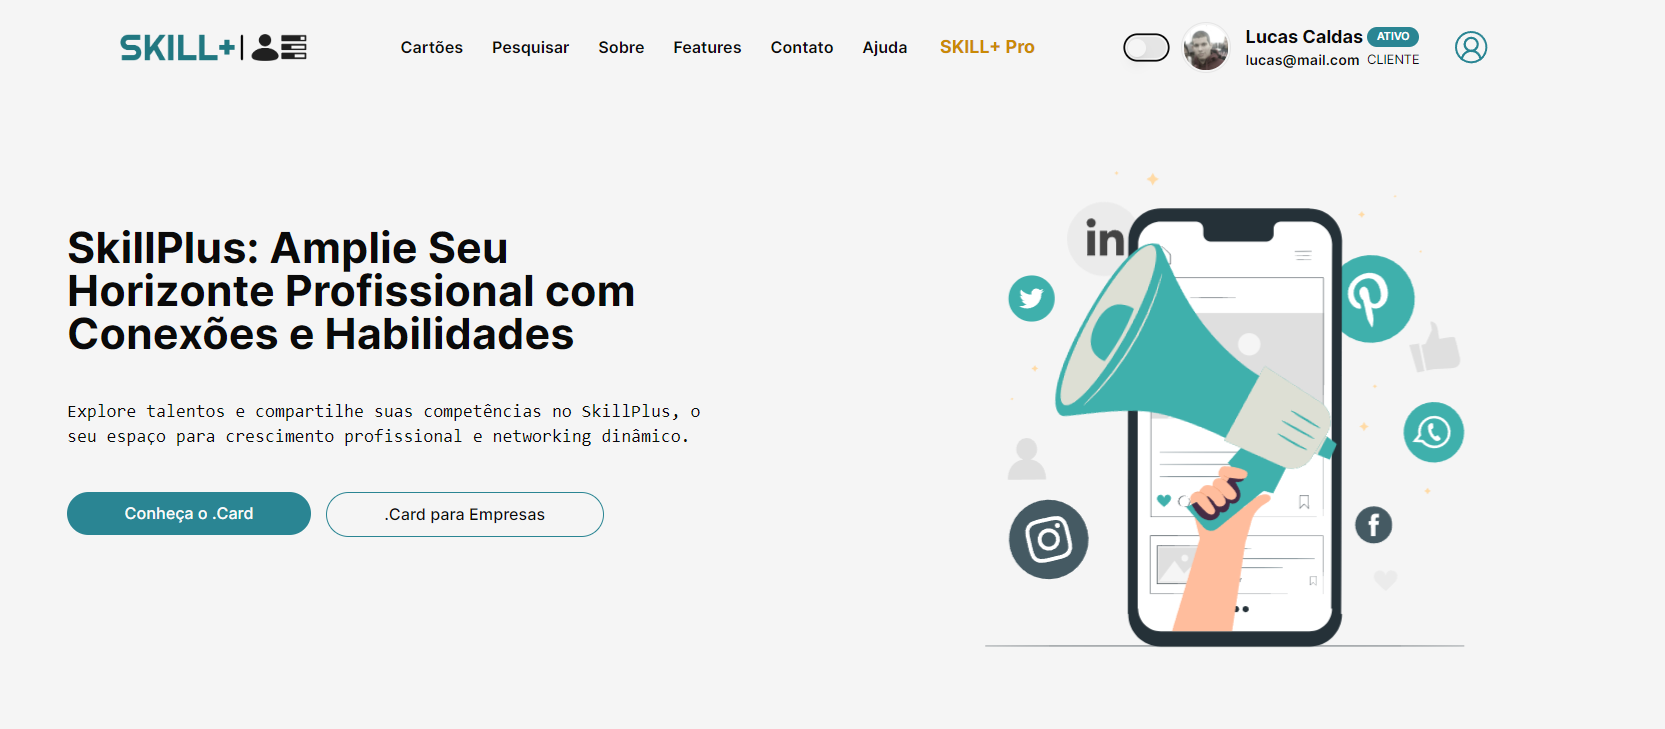 SKILL+
Cartões Pesquisar Sobre Features Contato Ajuda SKILL+ Pro
Lucas Caldas ATIVO
lucas@mail.com CLIENTE
SkillPlus: Amplie Seu
Horizonte Profissional com
Conexões e Habilidades
Explore talentos e compartilhe suas competências no SkillPlus, o
seu espaço para crescimento profissional e networking dinâmico.
Conheça o .Card
.Card para Empresas
in